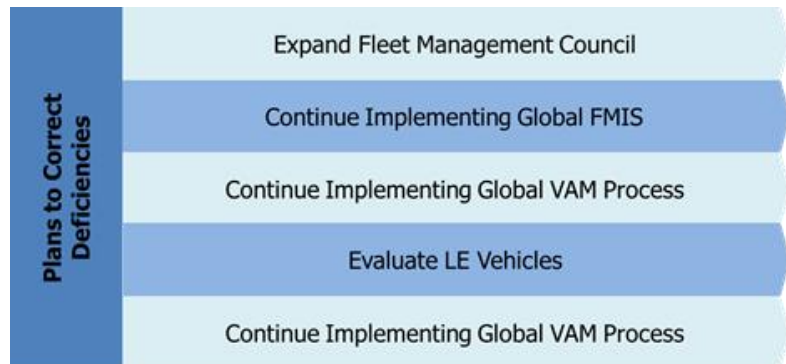 Plans to Correct
Deficiencies
Expand Fleet Management Council
Continue Implementing Global FMIS
Continue Implementing Global VAM Process
Evaluate LE Vehicles
Continue Implementing Global VAM Process